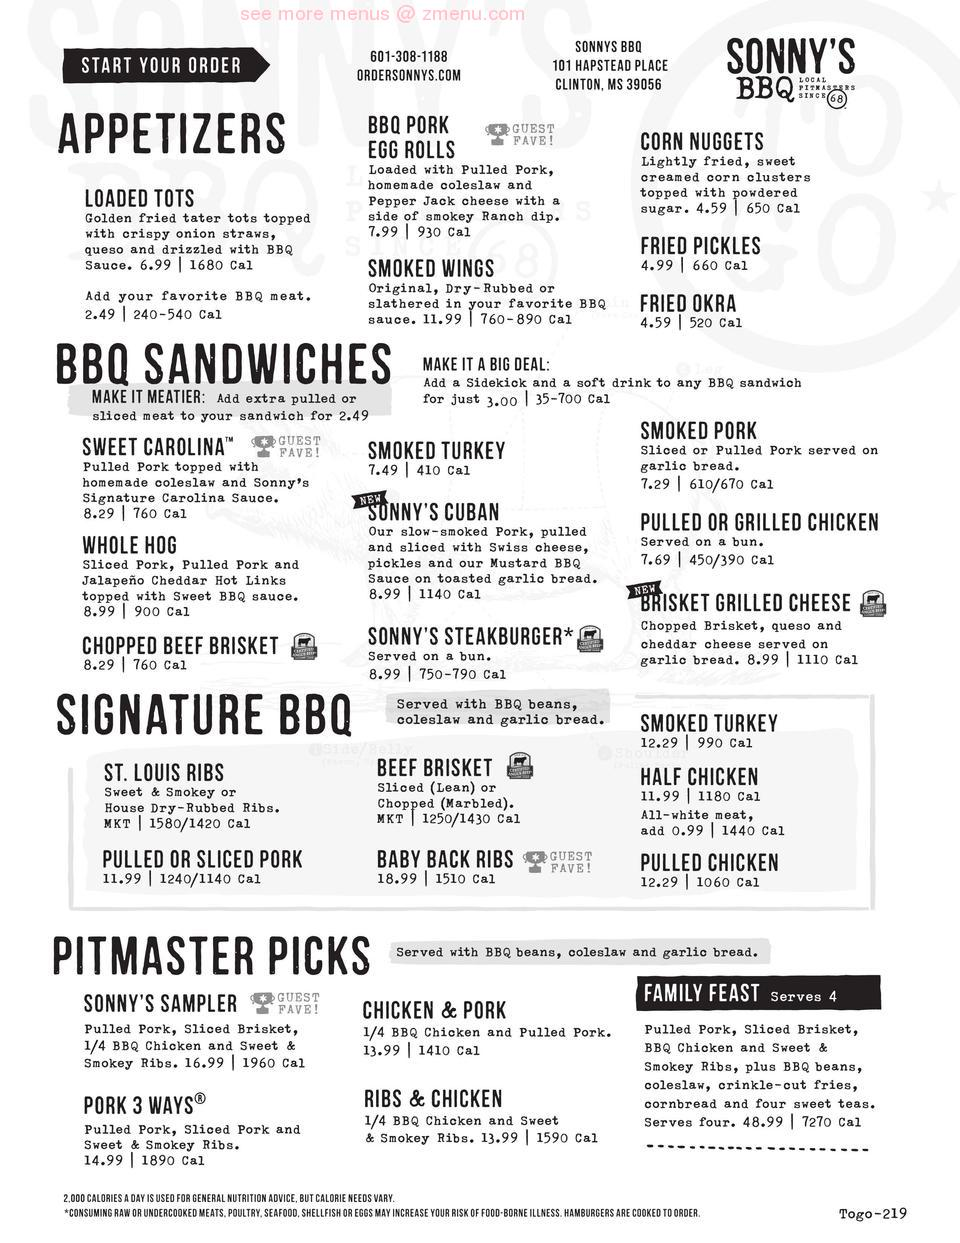 see more menus @ zmenu.com
START YOUR ORDER
601-308-1188
ORDERSONNYS.COM
SONNYS BBQ
101 HAPSTEAD PLACE
CLINTON, MS 39056
SONNY'S
BBQ
LOCAL
PITMASTERS
SINCE 68
APPETIZERS
LOADED TOTS
Golden fried tater tots topped
with crispy onion straws,
queso and drizzled with BBQ
Sauce. 6.99 | 1680 Cal
Add your favorite BBQ meat.
2.49 | 240-540 Cal
BBQ PORK
EGG ROLLS
GUEST
FAVE!
Loaded with Pulled Pork,
homemade coleslaw and
Pepper Jack cheese with a
side of smokey Ranch dip.
7.99 | 930 Cal
SMOKED WINGS
Original, Dry-Rubbed or
slathered in your favorite BBQ
sauce. 11.99 | 760-890 Cal
CORN NUGGETS
Lightly fried, sweet
creamed corn clusters
topped with powdered
sugar. 4.59 | 650 Cal
FRIED PICKLES
4.99 | 660 Cal
FRIED OKRA
4.59 | 520 Cal
BBQ SANDWICHES
MAKE IT MEATIER: Add extra pulled or
sliced meat to your sandwich for 2.49
MAKE IT A BIG DEAL:
Add a Sidekick and a soft drink to any BBQ sandwich
for just 3.00 | 35-700 Cal
SWEET CAROLINA™
GUEST
FAVE!
Pulled Pork topped with
homemade coleslaw and Sonny's
Signature Carolina Sauce.
8.29 | 760 Cal
WHOLE HOG
Sliced Pork, Pulled Pork and
Jalapeño Cheddar Hot Links
topped with Sweet BBQ sauce.
8.99 | 900 Cal
CHOPPED BEEF BRISKET
8.29 | 760 Cal
SMOKED TURKEY
7.49 | 410 Cal
NEW
SONNY'S CUBAN
Our slow-smoked Pork, pulled
and sliced with Swiss cheese,
pickles and our Mustard BBQ
Sauce on toasted garlic bread.
8.99 | 1140 Cal
SONNY'S STEAKBURGER*
Served on a bun.
8.99 | 750-790 Cal
SMOKED PORK
Sliced or Pulled Pork served on
garlic bread.
7.29 | 610/670 Cal
PULLED OR GRILLED CHICKEN
Served on a bun.
7.69 | 450/390 Cal
NEW
BRISKET GRILLED CHEESE
Chopped Brisket, queso and
cheddar cheese served on
garlic bread. 8.99 | 1110 Cal
SIGNATURE BBQ
Served with BBQ beans,
coleslaw and garlic bread.
ST. LOUIS RIBS
Sweet & Smokey or
House Dry-Rubbed Ribs.
MKT | 1580/1420 Cal
PULLED OR SLICED PORK
11.99 | 1240/1140 Cal
BEEF BRISKET
Sliced (Lean) or
Chopped (Marbled).
MKT | 1250/1430 Cal
BABY BACK RIBS
GUEST
FAVE!
18.99 | 1510 Cal
SMOKED TURKEY
12.29 | 990 Cal
HALF CHICKEN
11.99 | 1180 Cal
All-white meat,
add 0.99 | 1440 Cal
PULLED CHICKEN
12.29 | 1060 Cal
PITMASTER PICKS
Served with BBQ beans, coleslaw and garlic bread.
SONNY'S SAMPLER
GUEST
FAVE!
Pulled Pork, Sliced Brisket,
1/4 BBQ Chicken and Sweet &
Smokey Ribs. 16.99 | 1960 Cal
PORK 3 WAYS®
Pulled Pork, Sliced Pork and
Sweet & Smokey Ribs.
14.99 | 1890 Cal
CHICKEN & PORK
1/4 BBQ Chicken and Pulled Pork.
13.99 | 1410 Cal
RIBS & CHICKEN
1/4 BBQ Chicken and Sweet
& Smokey Ribs. 13.99 | 1590 Cal
FAMILY FEAST Serves 4
Pulled Pork, Sliced Brisket,
BBQ Chicken and Sweet &
Smokey Ribs, plus BBQ beans,
coleslaw, crinkle-cut fries,
cornbread and four sweet teas.
Serves four. 48.99 | 7270 Cal
2,000 CALORIES A DAY IS USED FOR GENERAL NUTRITION ADVICE, BUT CALORIE NEEDS VARY.
*CONSUMING RAW OR UNDERCOOKED MEATS, POULTRY, SEAFOOD, SHELLFISH OR EGGS MAY INCREASE YOUR RISK OF FOOD-BORNE ILLNESS. HAMBURGERS ARE COOKED TO ORDER.
Togo-219